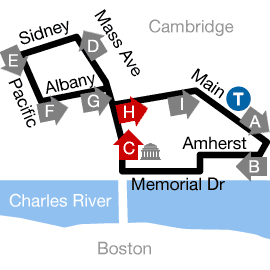 Sidney
Cambridge
D
Mass Ave
E
Albany
Main
T
Pacific
F
G
H
I
A
C
Amherst
B
Memorial Dr
Charles River
Boston